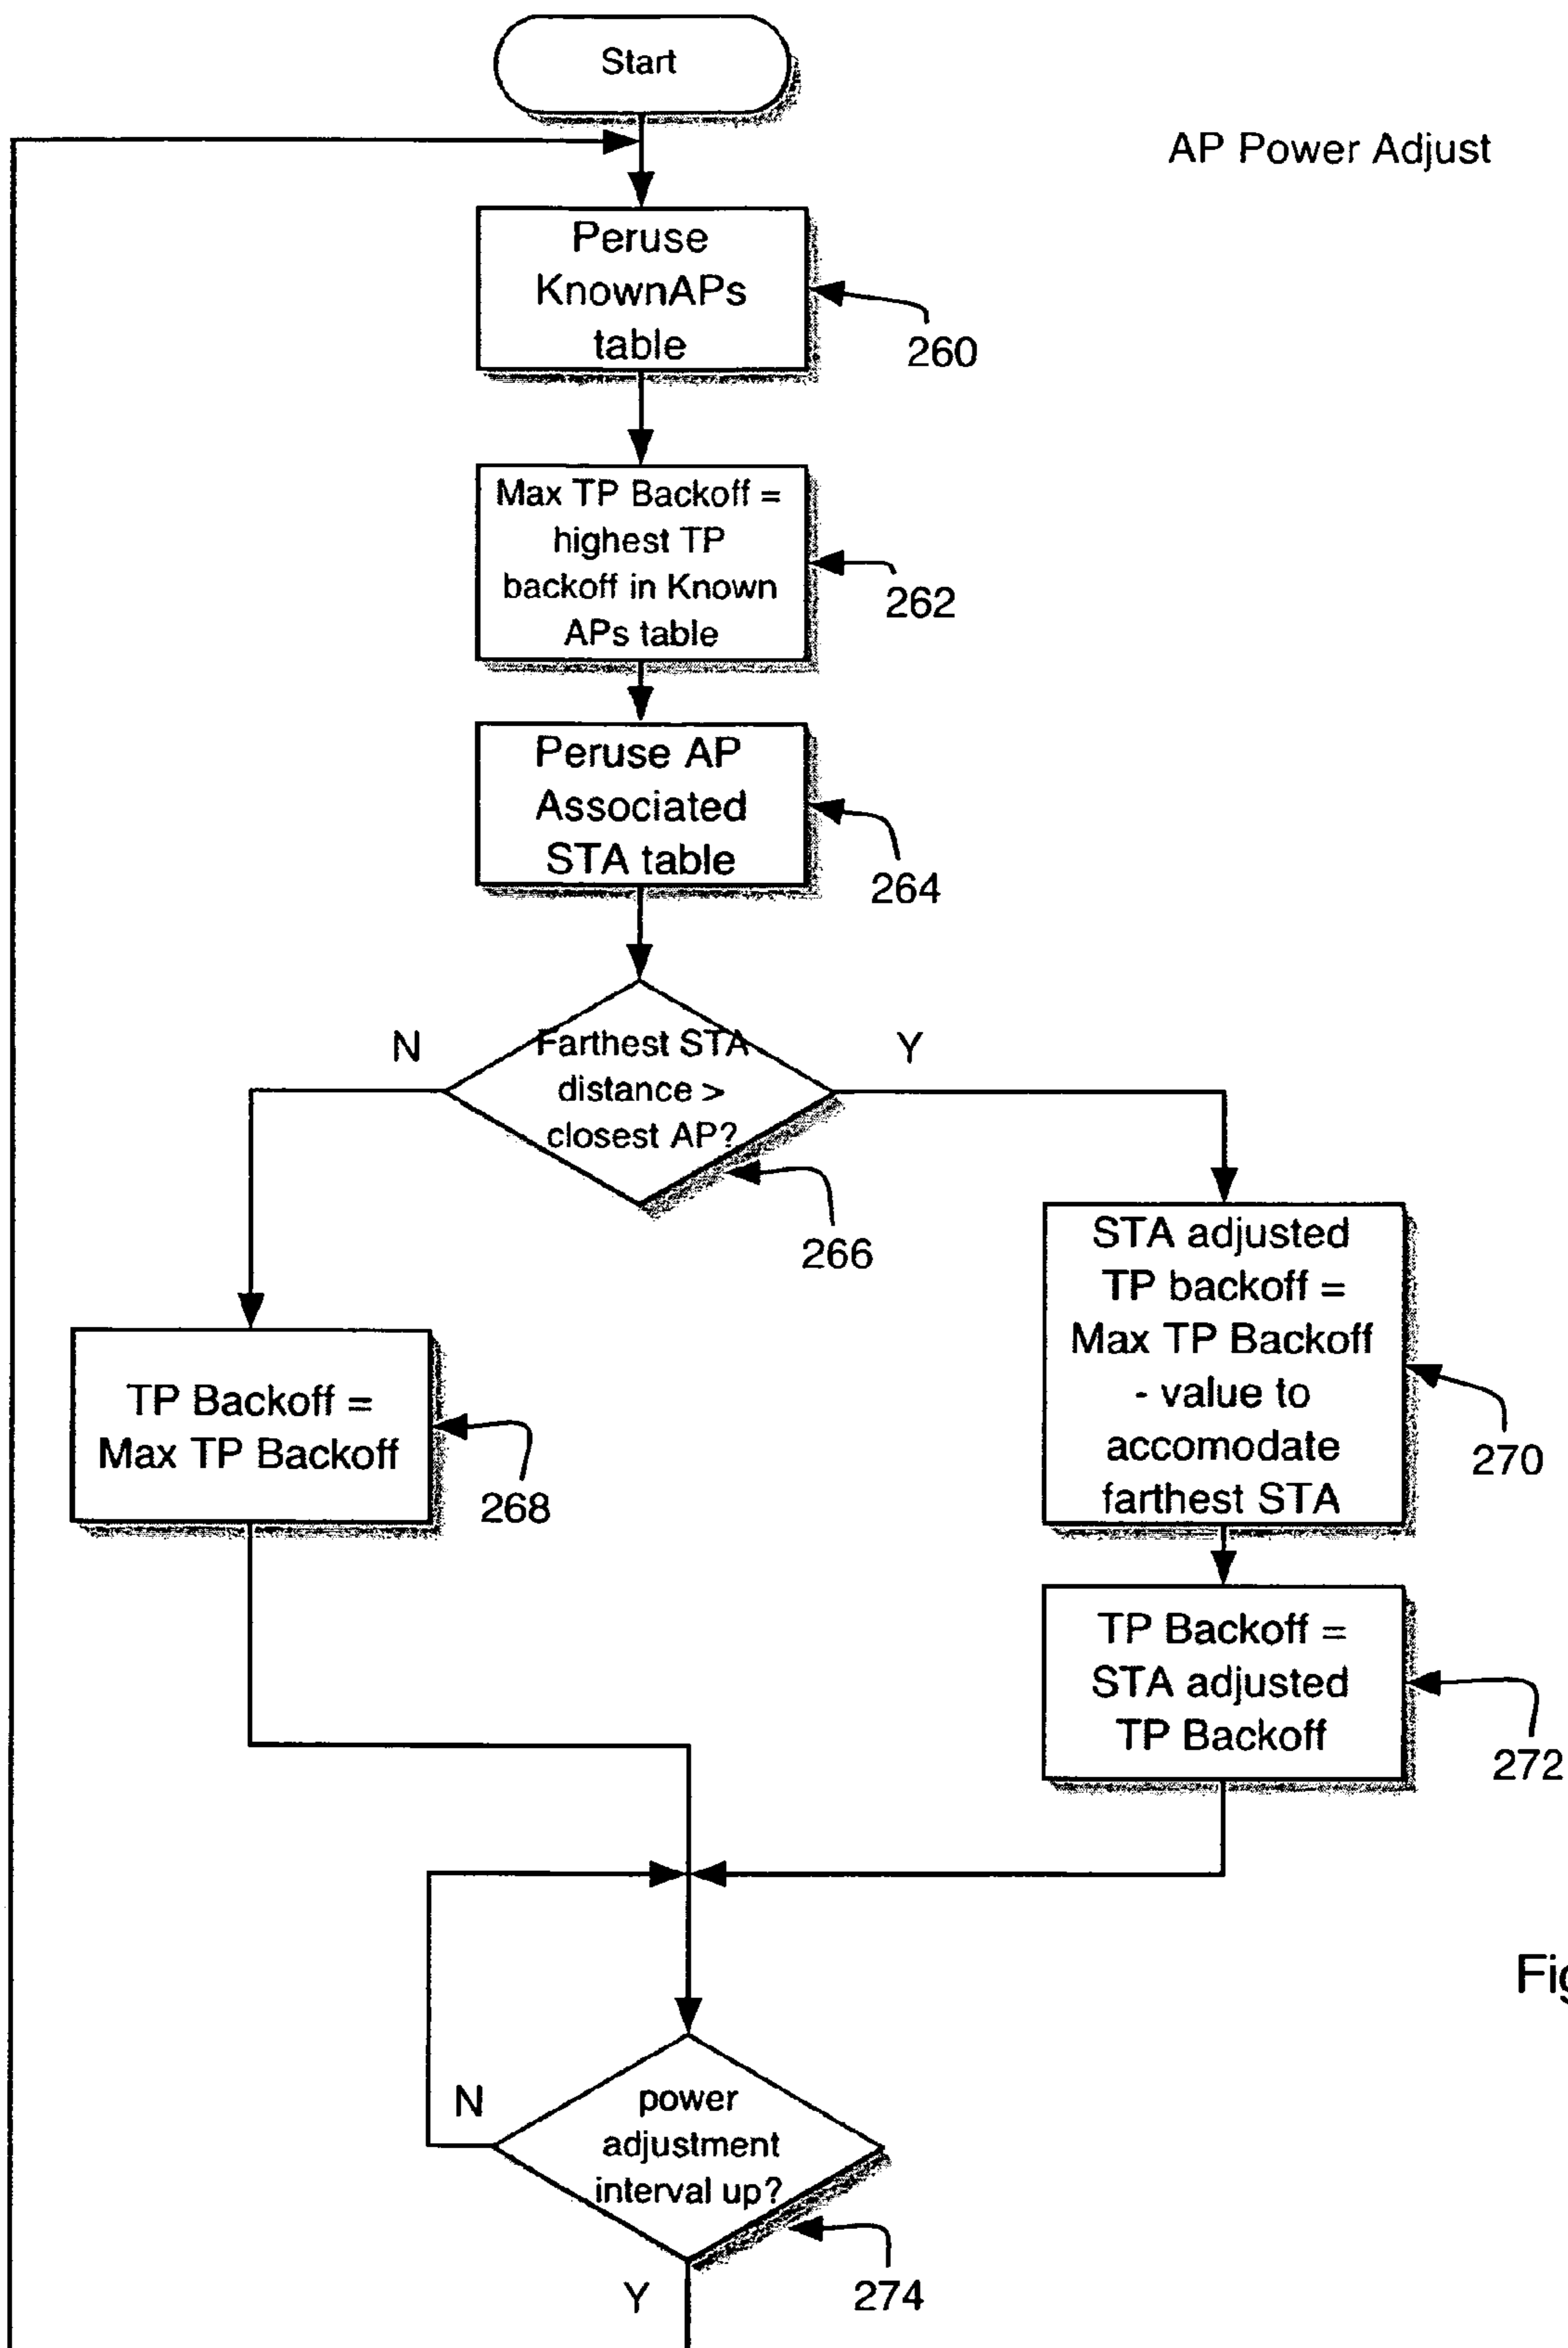 Start
AP Power Adjust
Peruse
KnownAPs
table
260
Max TP Backoff =
highest TP
backoff in Known
APs table
262
Peruse AP
Associated
STA table
264
N
Farthest STA
distance >
closest AP?
Y
266
STA adjusted
TP backoff =
Max TP Backoff
- value to
accomodate
farthest STA
270
TP Backoff =
Max TP Backoff
268
TP Backoff =
STA adjusted
TP Backoff
272
Fig
N
power
adjustment
interval up?
Y
274